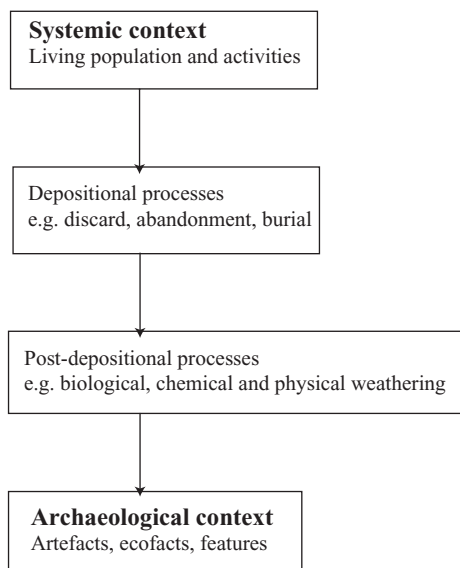 Systemic context
Living population and activities
Depositional processes
e.g. discard, abandonment, burial
Post-depositional processes
e.g. biological, chemical and physical weathering
Archaeological context
Artefacts, ecofacts, features